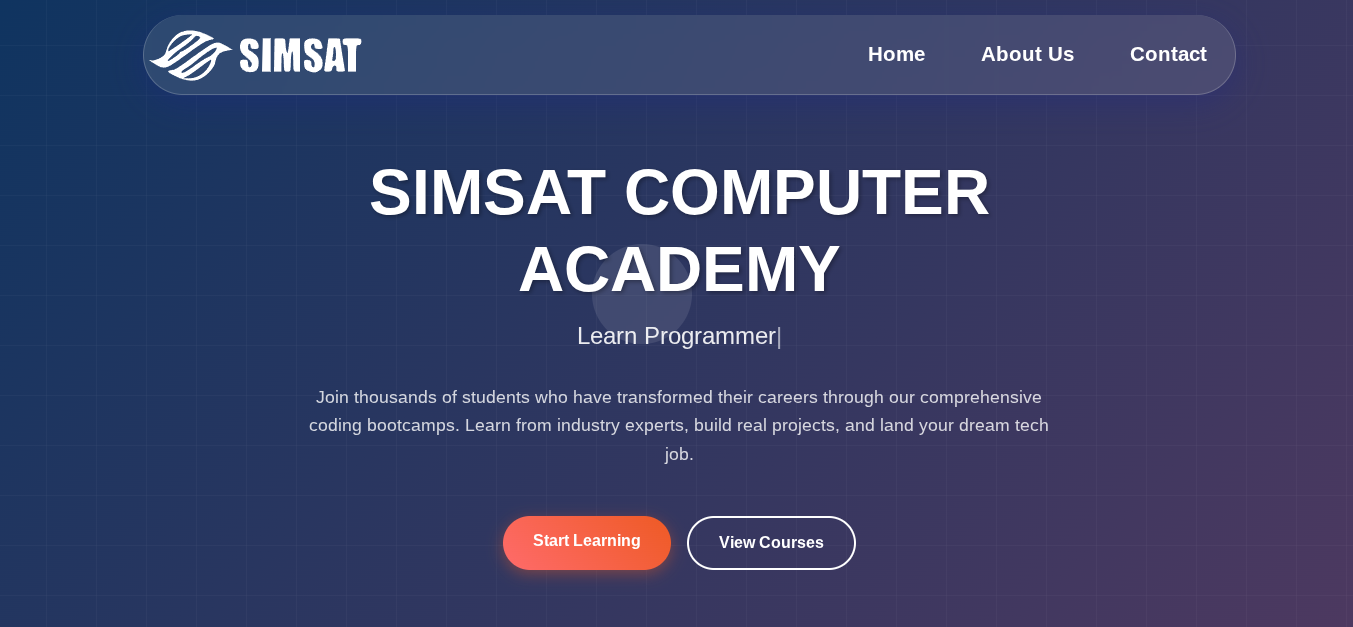 SIMSAT
Home
About Us
Contact
SIMSAT COMPUTER
ACADEMY
Learn Programmer|
Join thousands of students who have transformed their careers through our comprehensive
coding bootcamps. Learn from industry experts, build real projects, and land your dream tech
job.
Start Learning
View Courses